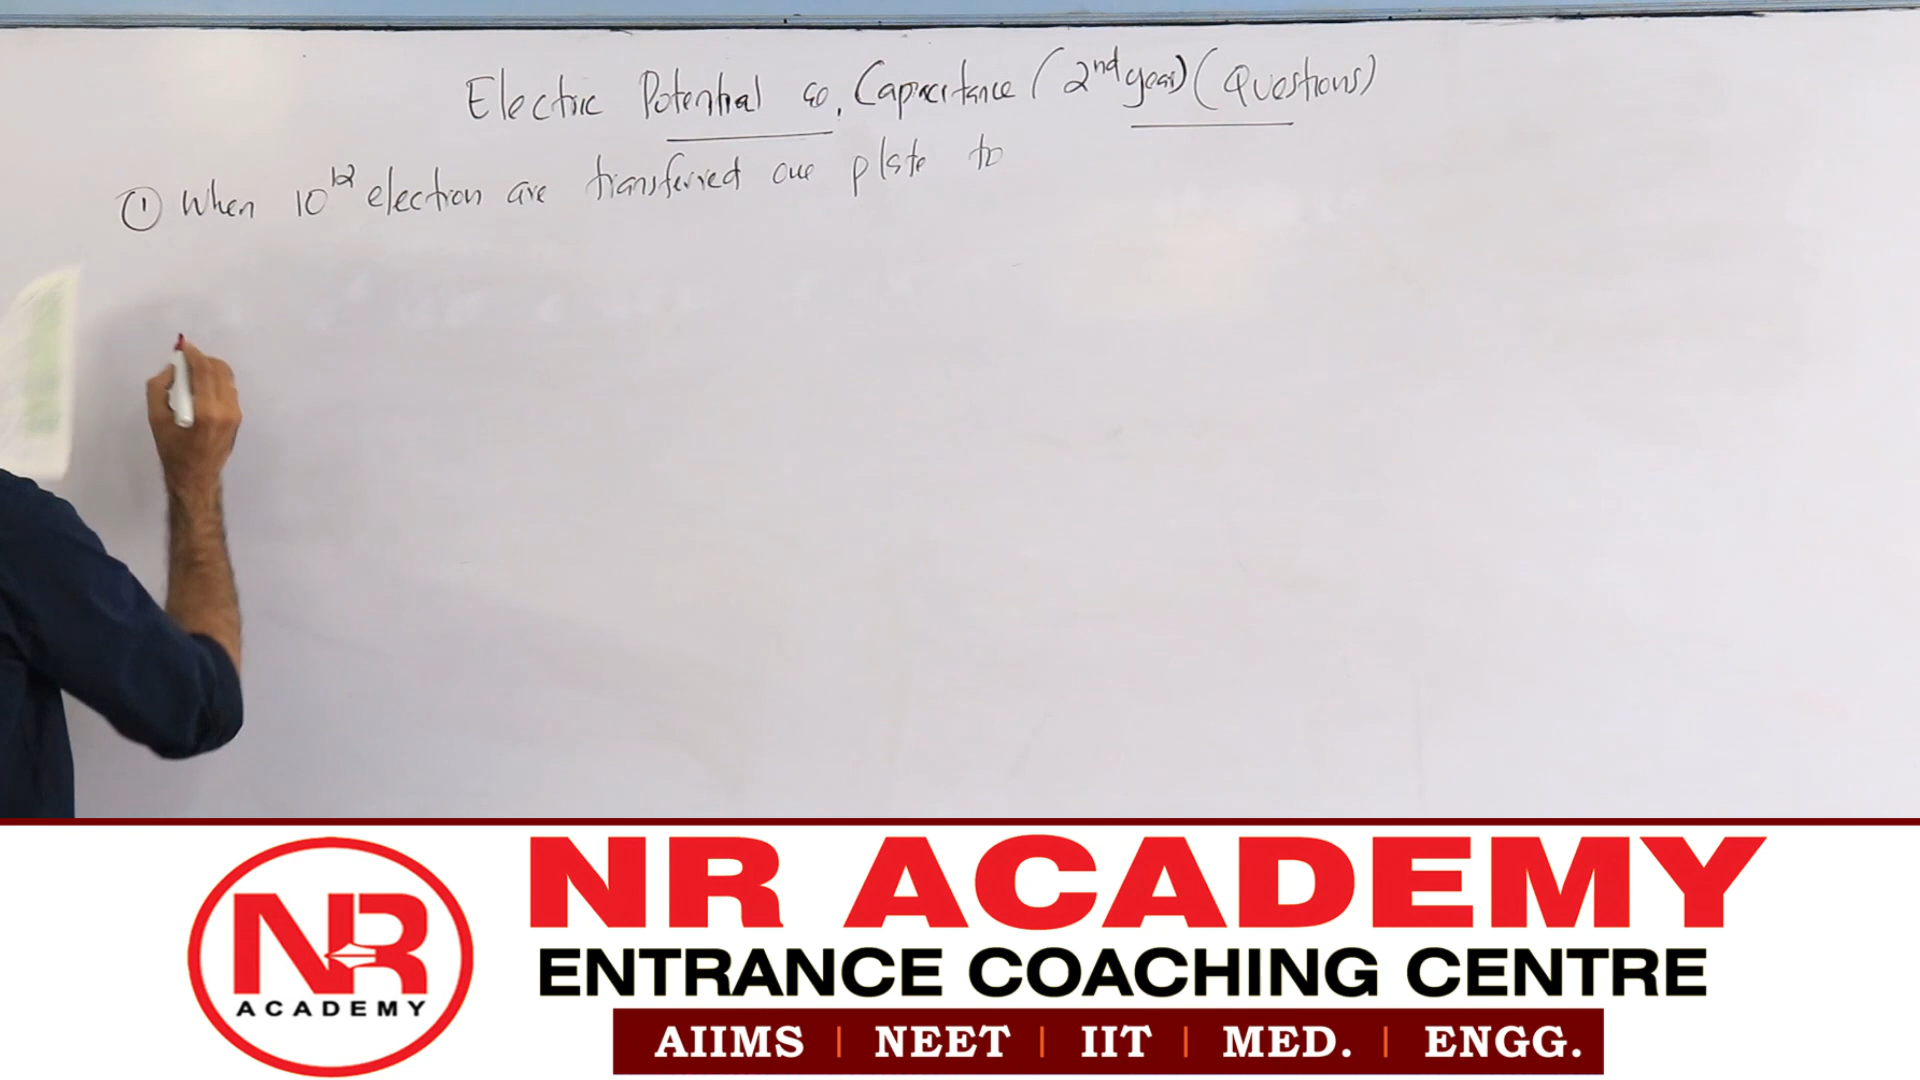 Electric Potential & Capacitance (2nd year) (Questions)
① When 10¹² electron are transferred one plate to
NR
ACADEMY
NR ACADEMY
ENTRANCE COACHING CENTRE
AIIMS | NEET | IIT | MED. | ENGG.